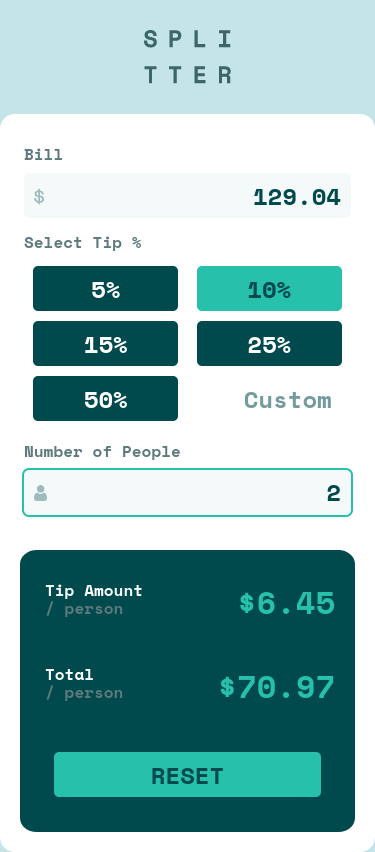 SPLI
TTER
Bill
$ 129.04
Select Tip %
5% 10%
15% 25%
50% Custom
Number of People
2
Tip Amount
/ person
$6.45
Total
/ person
$70.97
RESET